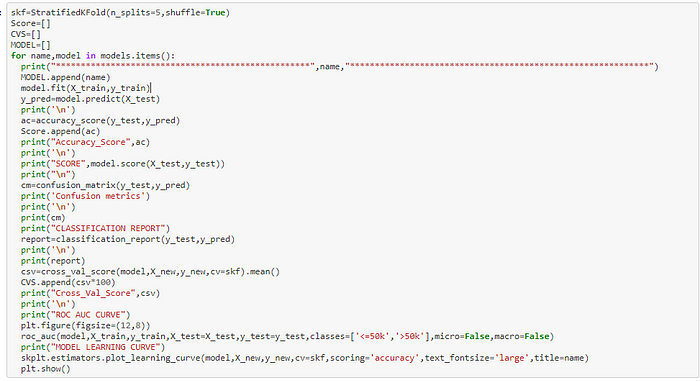 skf=StratifiedKFold(n_splits=5,shuffle=True)
Score=[]
CVS=[]
MODEL=[]
for name,model in models.items():
print("**************************************************",name,"***********************************************************")
MODEL.append(name)
model.fit(X_train,y_train)
y_pred=model.predict(X_test)
print('\n')
ac=accuracy_score(y_test,y_pred)
Score.append(ac)
print("Accuracy_Score",ac)
print('\n')
print("SCORE",model.score(X_test,y_test))
print("\n")
cm=confusion_matrix(y_test,y_pred)
print('Confusion metrics')
print('\n')
print(cm)
print("CLASSIFICATION REPORT")
report=classification_report(y_test,y_pred)
print('\n')
print(report)
csv=cross_val_score(model,X_new,y_new,cv=skf).mean()
CVS.append(csv*100)
print("Cross_Val_Score",csv)
print('\n')
print("ROC AUC CURVE")
plt.figure(figsize=(12,8))
roc_auc(model,X_train,y_train,X_test=X_test,y_test=y_test,classes=['<=50k','>50k'],micro=False,macro=False)
print("MODEL LEARNING CURVE")
skplt.estimators.plot_learning_curve(model,X_new,y_new,cv=skf,scoring='accuracy',text_fontsize='large',title=name)
plt.show()